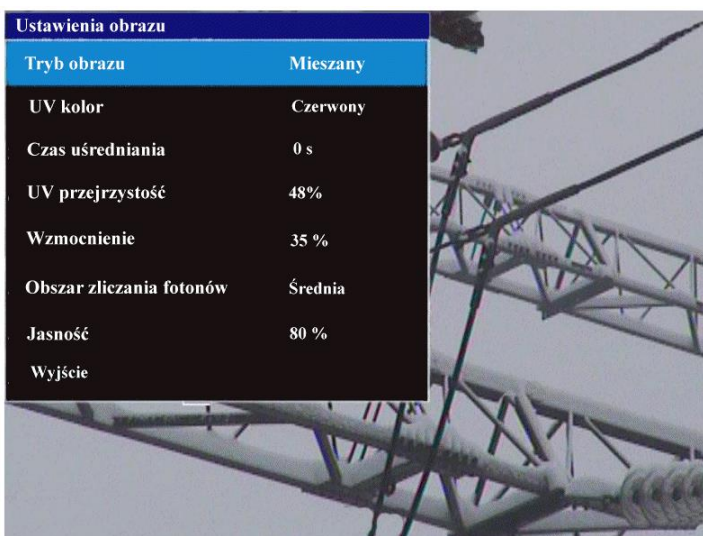 Ustawienia obrazu
Tryb obrazu Mieszany
UV kolor Czerwony
Czas uśredniania 0 s
UV przejrzystość 48%
Wzmocnienie 35 %
Obszar zliczania fotonów Średnia
Jasność 80 %
Wyjście